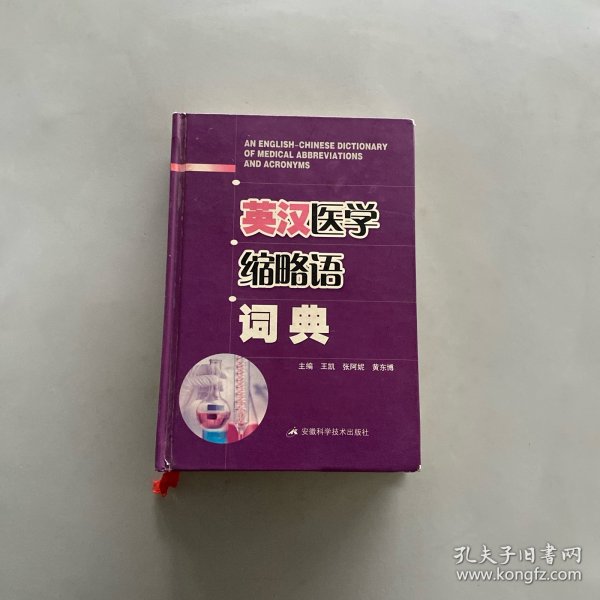 AN ENGLISH-CHINESE DICTIONARY
OF MEDICAL ABBREVIATIONS
AND ACRONYMS
英汉医学
缩略语
词典
主编 王凯 张阿妮 黄东博
安徽科学技术出版社
孔夫子旧書网
www.kongfz.com